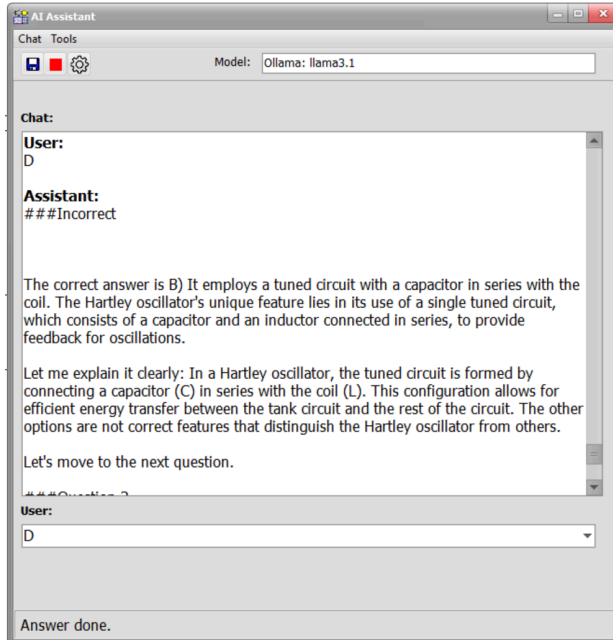 AI Assistant
Chat Tools
Model: Ollama: llama3.1
Chat:
User:
D
Assistant:
###Incorrect
The correct answer is B) It employs a tuned circuit with a capacitor in series with the
coil. The Hartley oscillator's unique feature lies in its use of a single tuned circuit,
which consists of a capacitor and an inductor connected in series, to provide
feedback for oscillations.
Let me explain it clearly: In a Hartley oscillator, the tuned circuit is formed by
connecting a capacitor (C) in series with the coil (L). This configuration allows for
efficient energy transfer between the tank circuit and the rest of the circuit. The other
options are not correct features that distinguish the Hartley oscillator from others.
Let's move to the next question.
User:
D
Answer done.